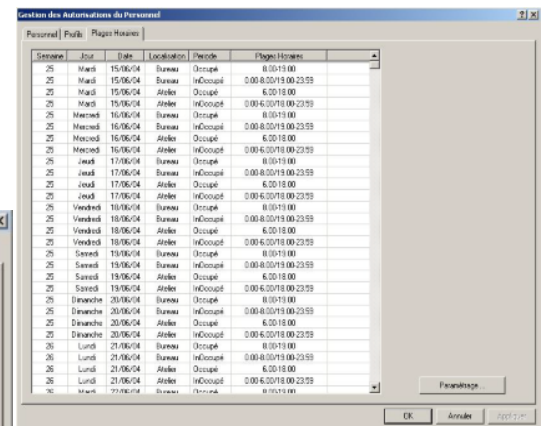 Gestion des Autorisations du Personnel
Personnel Profils Plages Horaires
Semaine Jour Date Localisation Periode Plages Horaires
25 Mardi 15/06/04 Bureau Occupé 8.00-19.00
25 Mardi 15/06/04 Bureau InOccupé 0.00-8.00/19.00-23:59
25 Mardi 15/06/04 Atelier Occupé 6.00-18.00
25 Mardi 15/06/04 Atelier InOccupé 0.00-6.00/18.00-23:59
25 Mercredi 16/06/04 Bureau Occupé 8.00-19.00
25 Mercredi 16/06/04 Bureau InOccupé 0.00-8.00/19.00-23:59
25 Mercredi 16/06/04 Atelier Occupé 6.00-18.00
25 Mercredi 16/06/04 Atelier InOccupé 0.00-6.00/18.00-23:59
25 Jeudi 17/06/04 Bureau Occupé 8.00-19.00
25 Jeudi 17/06/04 Bureau InOccupé 0.00-8.00/19.00-23:59
25 Jeudi 17/06/04 Atelier Occupé 6.00-18.00
25 Jeudi 17/06/04 Atelier InOccupé 0.00-6.00/18.00-23:59
25 Vendredi 18/06/04 Bureau Occupé 8.00-19.00
25 Vendredi 18/06/04 Bureau InOccupé 0.00-8.00/19.00-23:59
25 Vendredi 18/06/04 Atelier Occupé 6.00-18.00
25 Vendredi 18/06/04 Atelier InOccupé 0.00-6.00/18.00-23:59
25 Samedi 19/06/04 Bureau Occupé 8.00-19.00
25 Samedi 19/06/04 Bureau InOccupé 0.00-8.00/19.00-23:59
25 Samedi 19/06/04 Atelier Occupé 6.00-18.00
25 Samedi 19/06/04 Atelier InOccupé 0.00-6.00/18.00-23:59
25 Dimanche 20/06/04 Bureau Occupé 8.00-19.00
25 Dimanche 20/06/04 Bureau InOccupé 0.00-8.00/19.00-23:59
25 Dimanche 20/06/04 Atelier Occupé 6.00-18.00
25 Dimanche 20/06/04 Atelier InOccupé 0.00-6.00/18.00-23:59
26 Lundi 21/06/04 Bureau Occupé 8.00-19.00
26 Lundi 21/06/04 Bureau InOccupé 0.00-8.00/19.00-23:59
26 Lundi 21/06/04 Atelier Occupé 6.00-18.00
26 Lundi 21/06/04 Atelier InOccupé 0.00-6.00/18.00-23:59
26 Mardi 22/06/04 Bureau Occupé 8.00-19.00
Paramétrage...
OK Annuler Appliquer